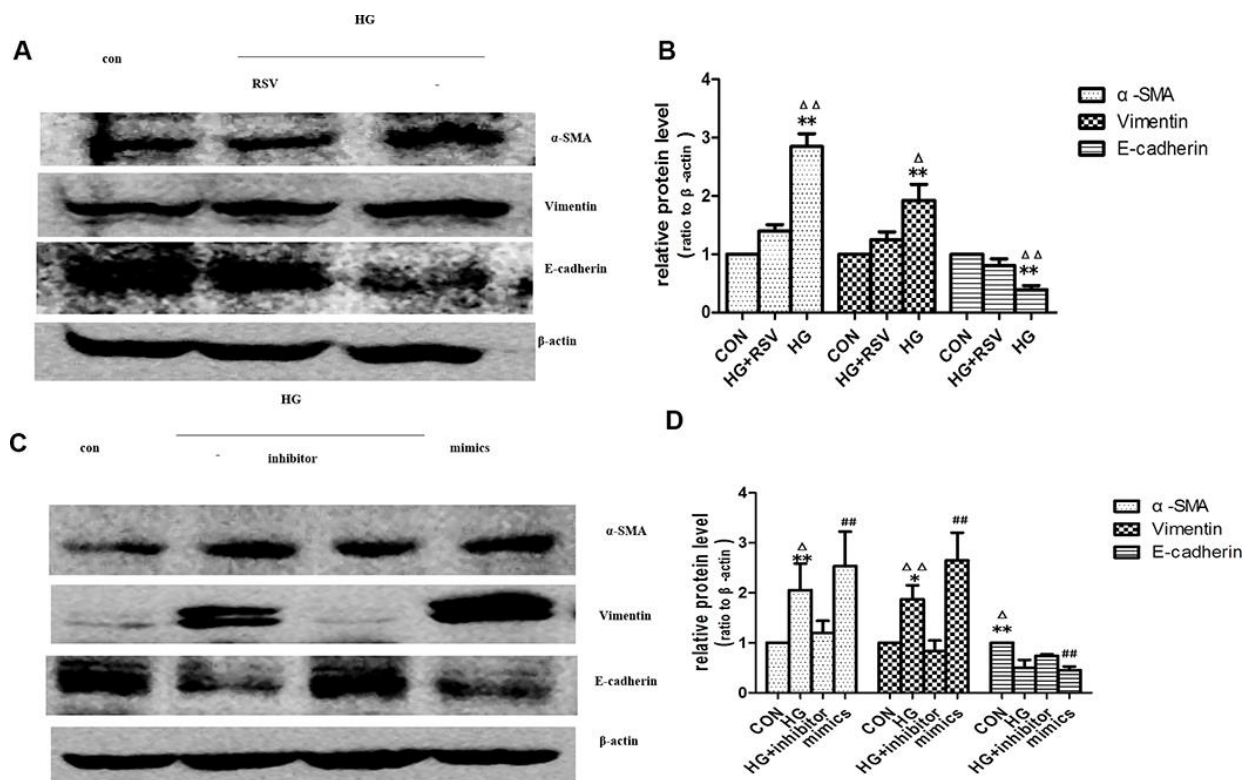 HG
A
con
RSV
-
α-SMA
Vimentin
E-cadherin
β-actin
B
relative protein level
( ratio to β -actin )
4
3
2
1
0
△ △
**
△
**
△ △
**
CON
HG+RSV
HG
CON
HG+RSV
HG
CON
HG+RSV
HG
α -SMA
Vimentin
E-cadherin
HG
C
con
-
inhibitor
mimics
α-SMA
Vimentin
E-cadherin
β-actin
D
relative protein level
( ratio to β -actin )
4
3
2
1
0
△
**
##
△ △
*
##
△
**
##
CON
HG
HG+inhibitor
mimics
CON
HG
HG+inhibitor
mimics
CON
HG
HG+inhibitor
mimics
α -SMA
Vimentin
E-cadherin